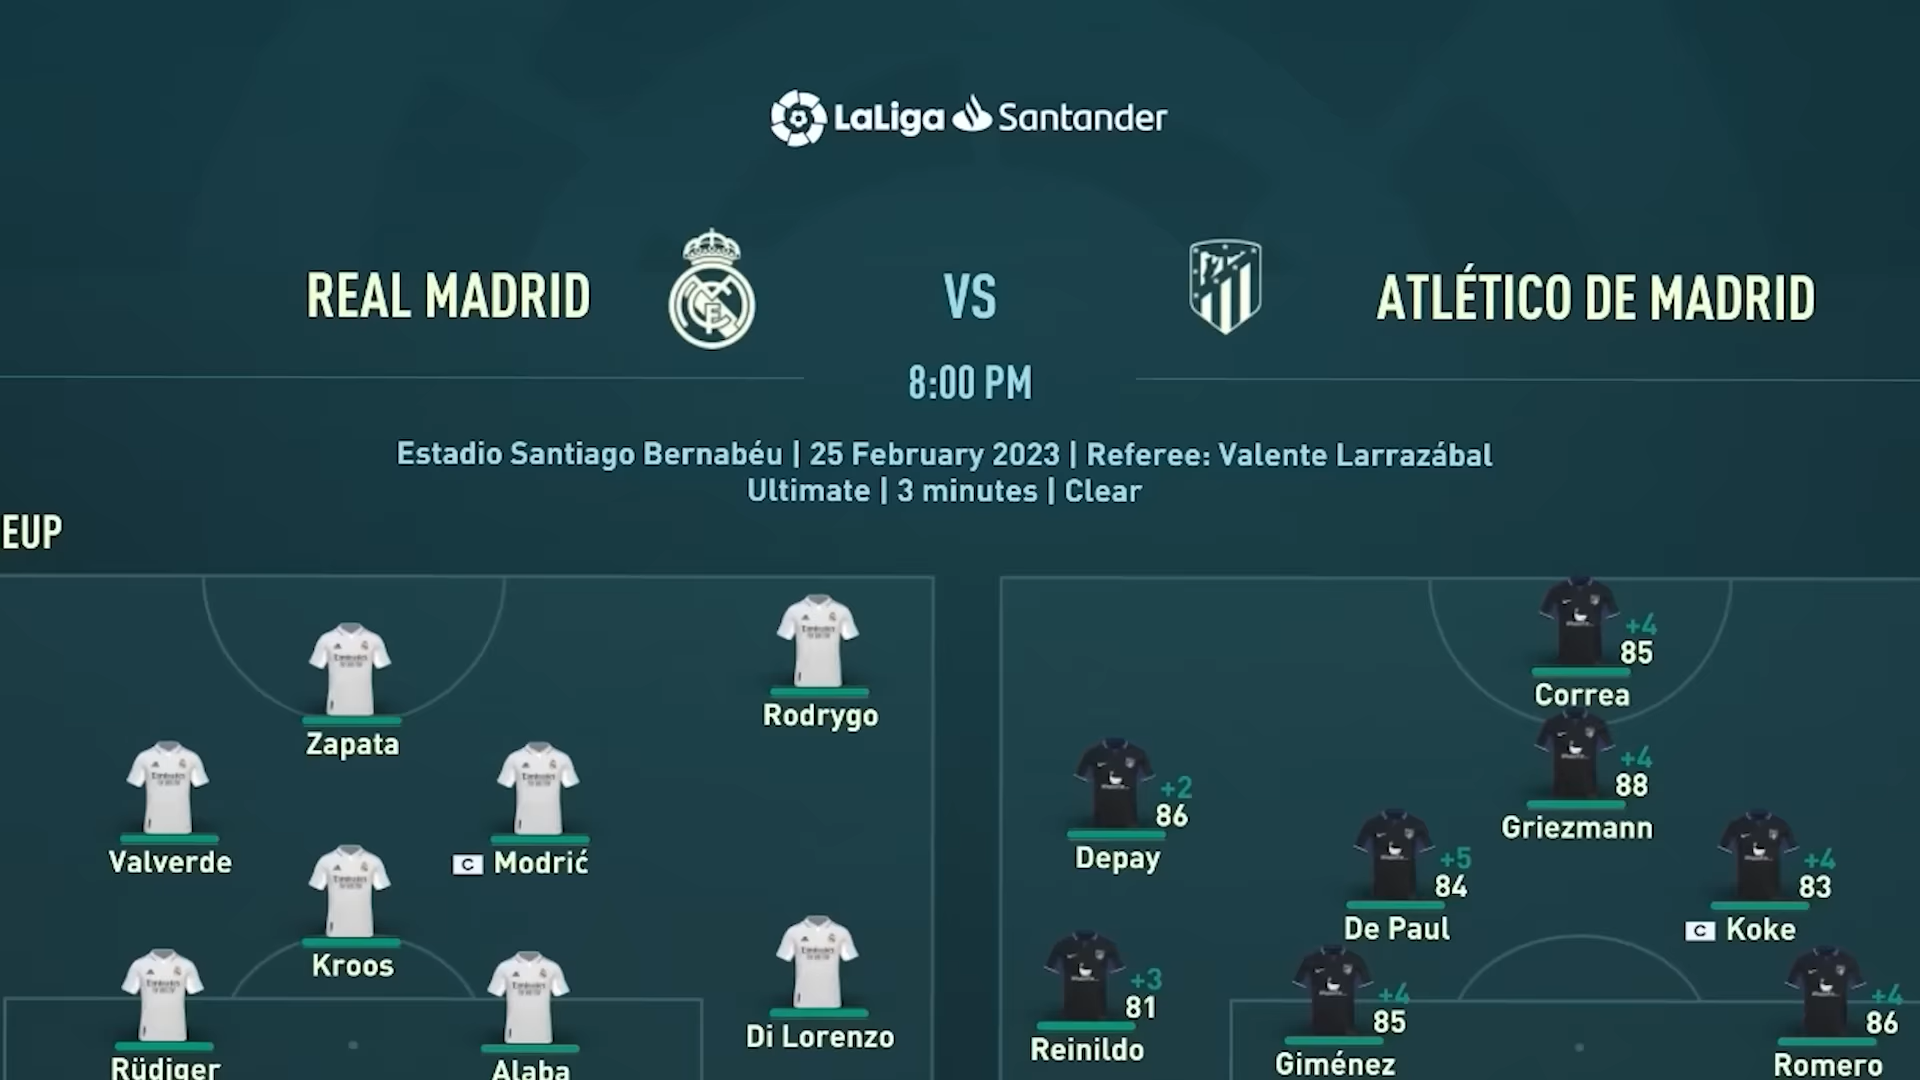 LaLiga Santander
REAL MADRID
VS
ATLÉTICO DE MADRID
8:00 PM
Estadio Santiago Bernabéu | 25 February 2023 | Referee: Valente Larrazábal
Ultimate | 3 minutes | Clear
EUP
Rodrygo
Zapata
Valverde
C Modrić
Kroos
Di Lorenzo
Rüdiger
Alaba
+4
85
Correa
+4
88
Griezmann
+2
86
Depay
+5
84
De Paul
+4
83
C Koke
+3
81
Reinildo
+4
85
Giménez
+4
86
Romero